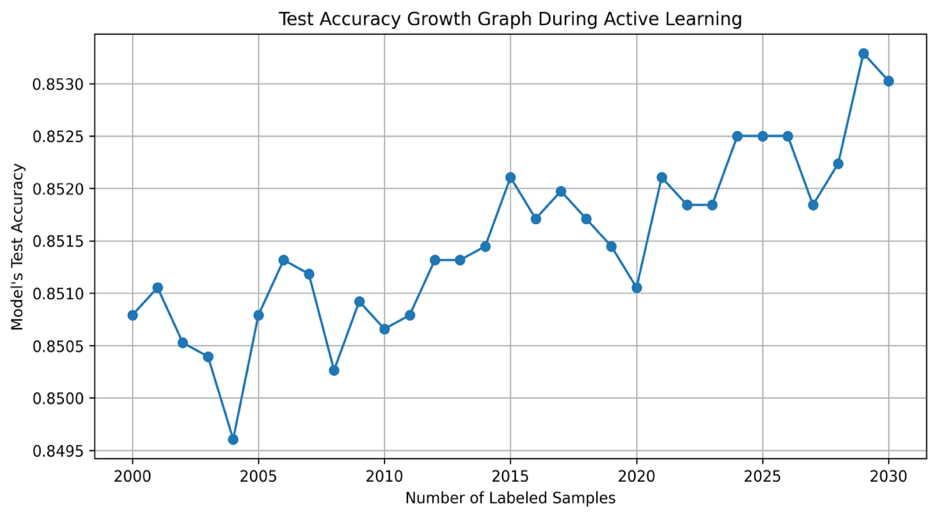 Test Accuracy Growth Graph During Active Learning
Model's Test Accuracy
0.8530
0.8525
0.8520
0.8515
0.8510
0.8505
0.8500
0.8495
2000 2005 2010 2015 2020 2025 2030
Number of Labeled Samples